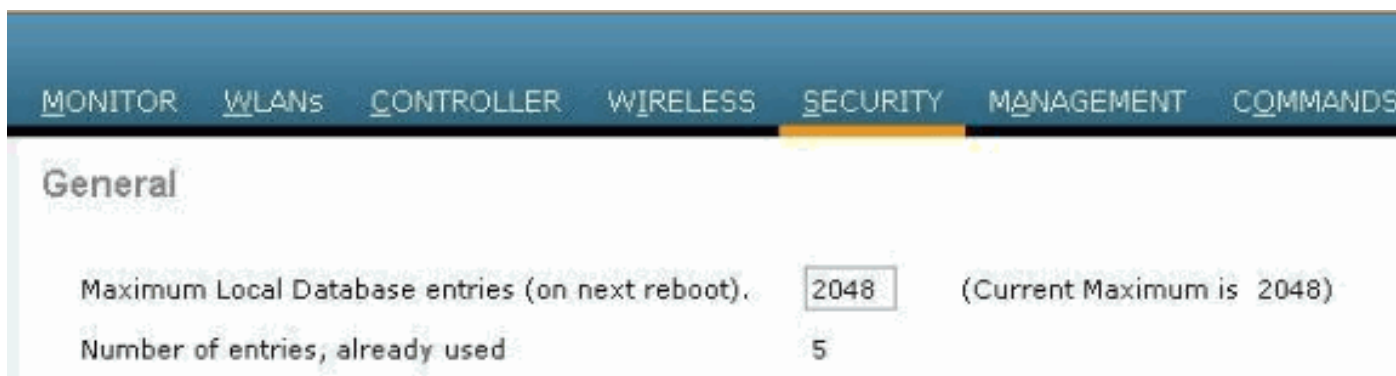 MONITOR WLANs CONTROLLER WIRELESS SECURITY MANAGEMENT COMMANDS
General
Maximum Local Database entries (on next reboot). 2048 (Current Maximum is 2048)
Number of entries, already used 5